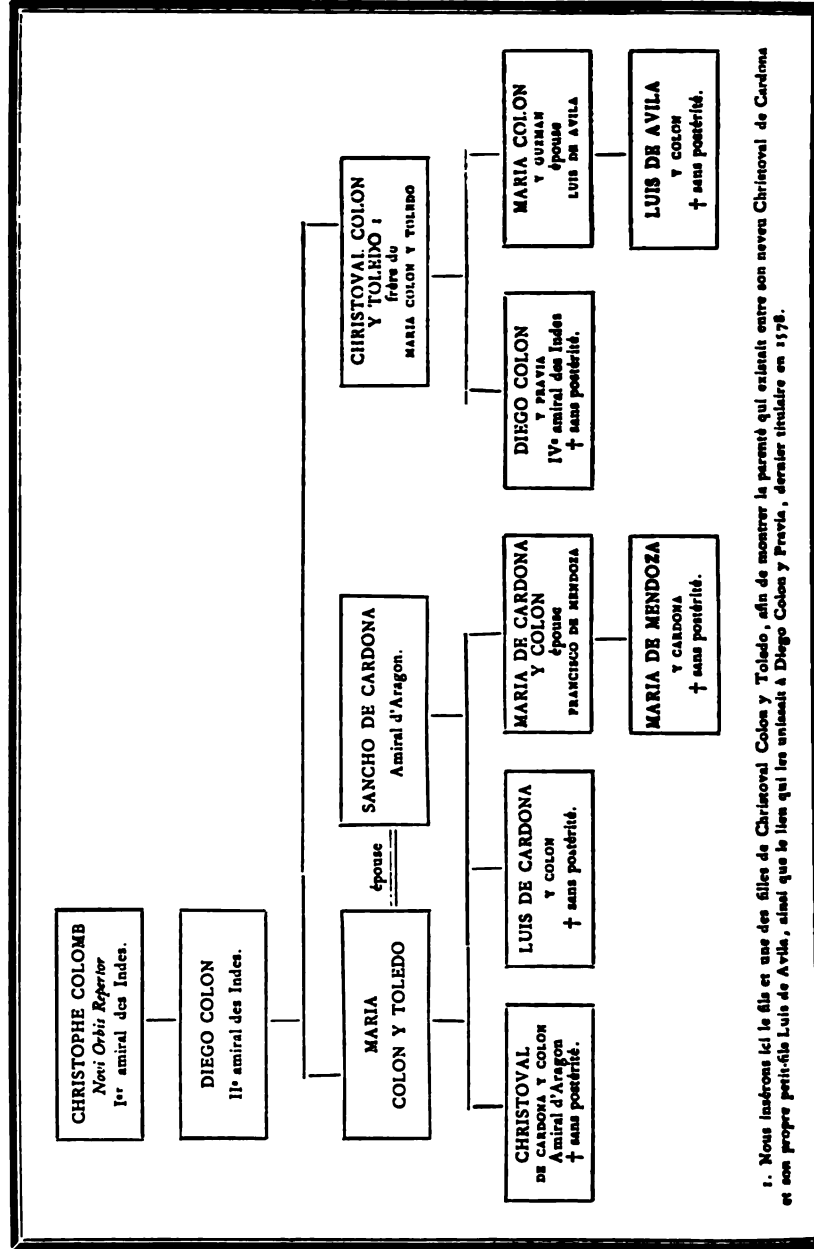 CHRISTOPHE COLOMB
Novi Orbis Repertor
Ier amiral des Indes.
DIEGO COLON
IIe amiral des Indes.
MARIA
COLON Y TOLEDO
épouse
SANCHO DE CARDONA
Amiral d'Aragon.
CHRISTOVAL COLON
Y TOLEDO 1
frère de
MARIA COLON Y TOLEDO
CHRISTOVAL
DE CARDONA Y COLON
Amiral d'Aragon
† sans postérité.
LUIS DE CARDONA
Y COLON
† sans postérité.
MARIA DE CARDONA
Y COLON
épouse
FRANCISCO DE MENDOZA
DIEGO COLON
Y PRAVIA
IVe amiral des Indes
† sans postérité.
MARIA COLON
Y GUZMAN
épouse
LUIS DE AVILA
MARIA DE MENDOZA
Y CARDONA
† sans postérité.
LUIS DE AVILA
Y COLON
† sans postérité.
1. Nous insérons ici le fils et une des filles de Christoval Colon y Toledo, afin de montrer la parenté qui existait entre son neveu Christoval de Cardona
et son propre petit-fils Luis de Avila, ainsi que le lien qui les unissait à Diego Colon y Pravia, dernier titulaire en 1578.